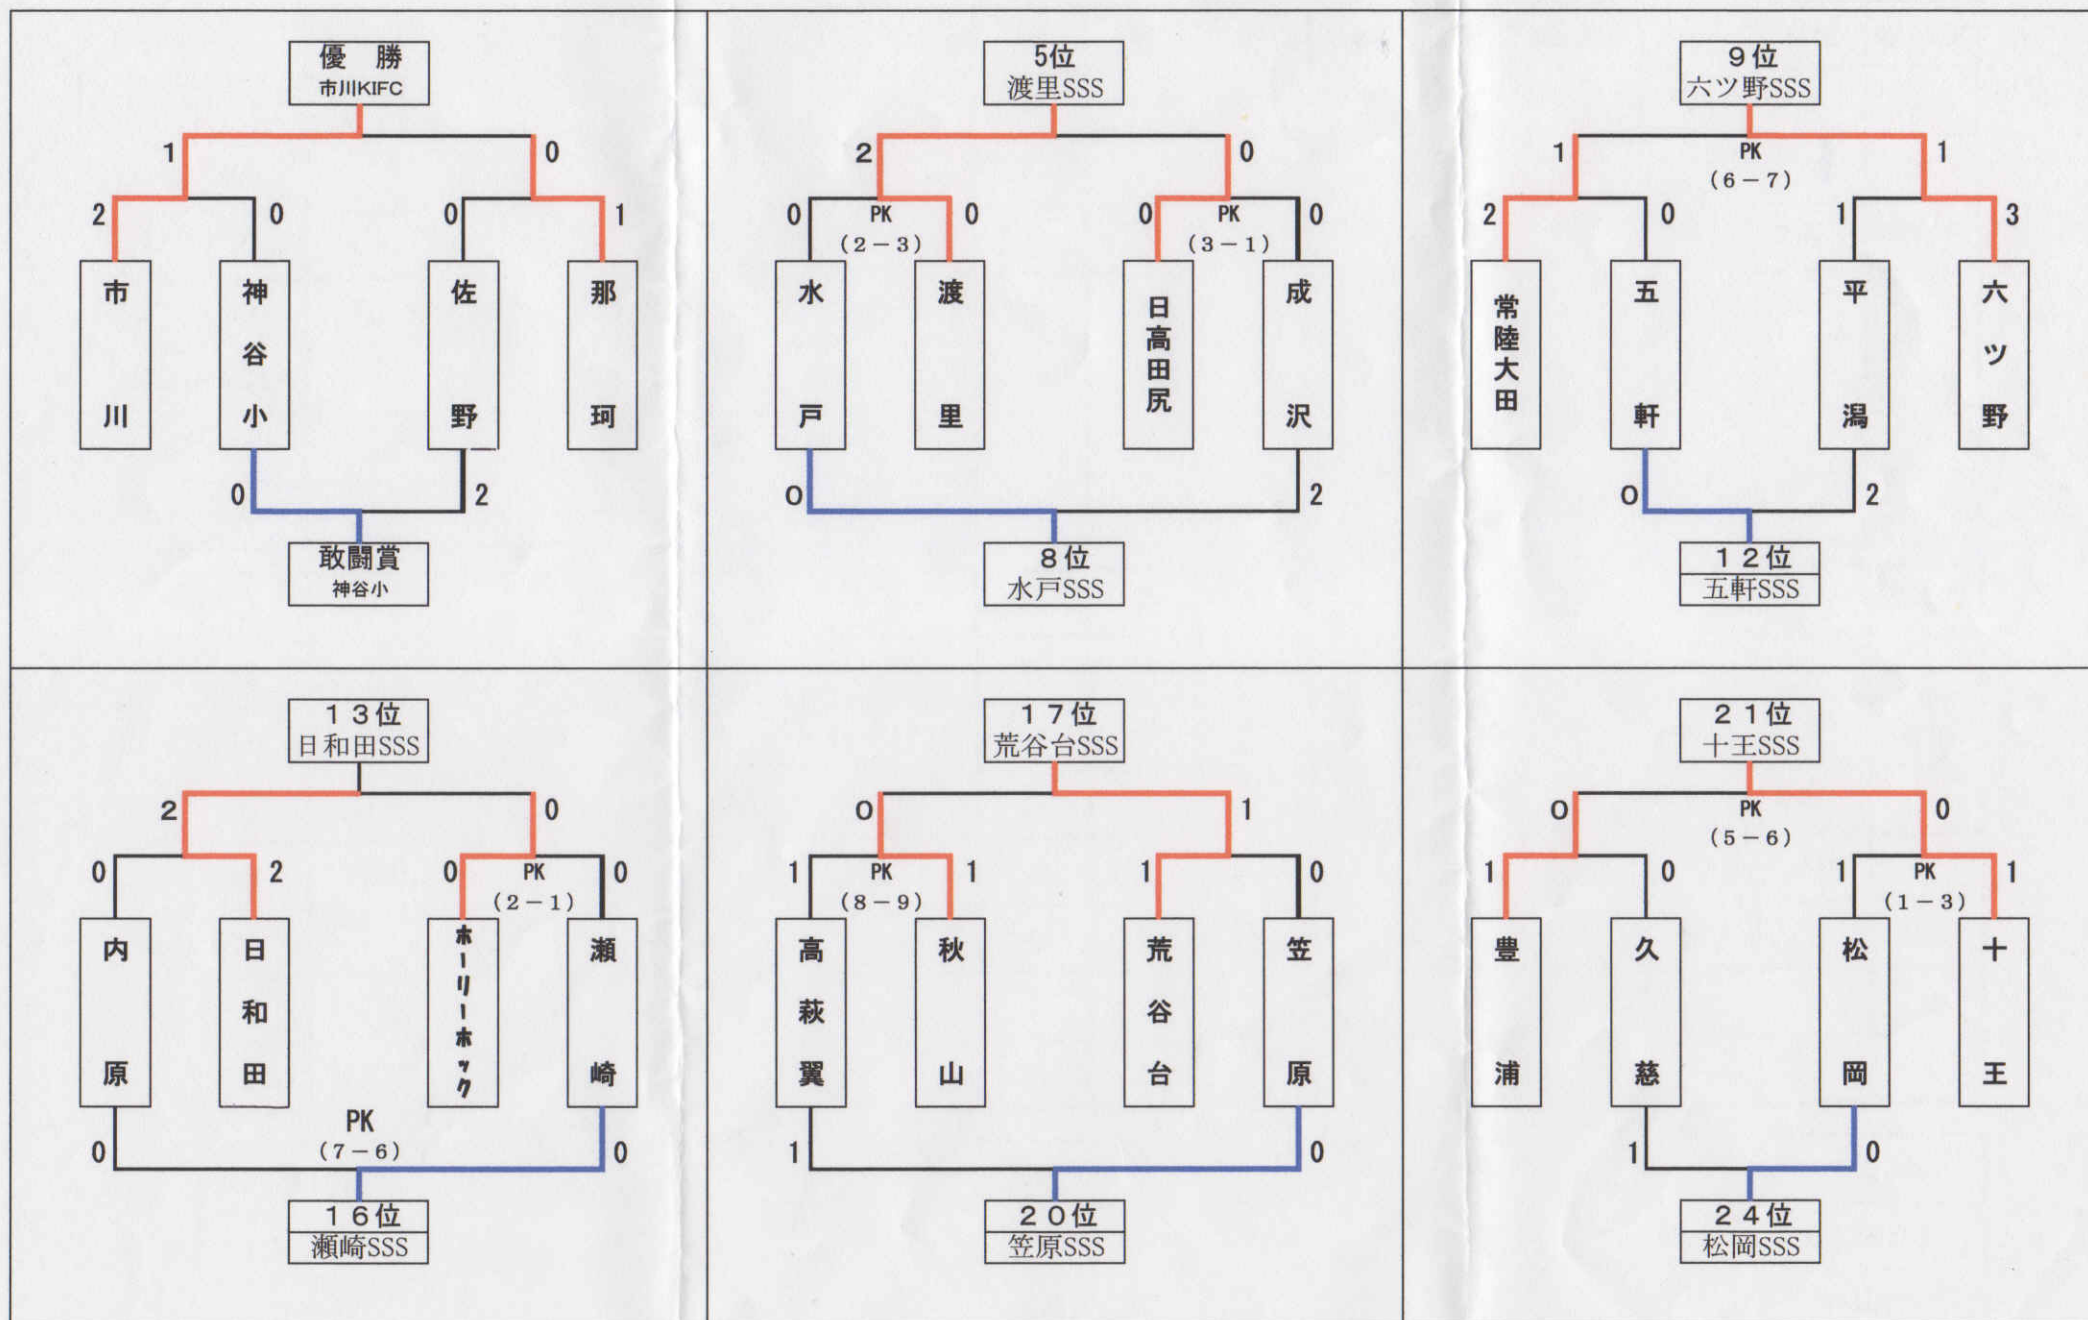 優 勝
市川KIFC
1
0
2
0
0
1
市川
神谷小
佐野
那珂
0
2
敢闘賞
神谷小
5位
渡里SSS
2
0
0
PK
0
0
PK
0
(2-3)
(3-1)
水戸
渡里
日高田尻
成沢
0
2
8位
水戸SSS
9位
六ツ野SSS
1
PK
1
(6-7)
2
0
1
3
常陸大田
五軒
平潟
六ツ野
0
2
12位
五軒SSS
13位
日和田SSS
2
0
0
2
0
PK
0
(2-1)
内原
日和田
ホーリーホック
瀬崎
PK
(7-6)
0
0
16位
瀬崎SSS
17位
荒谷台SSS
0
1
1
PK
1
1
0
(8-9)
高萩翼
秋山
荒谷台
笠原
1
0
20位
笠原SSS
21位
十王SSS
0
PK
0
(5-6)
1
0
1
PK
1
(1-3)
豊浦
久慈
松岡
十王
1
0
24位
松岡SSS